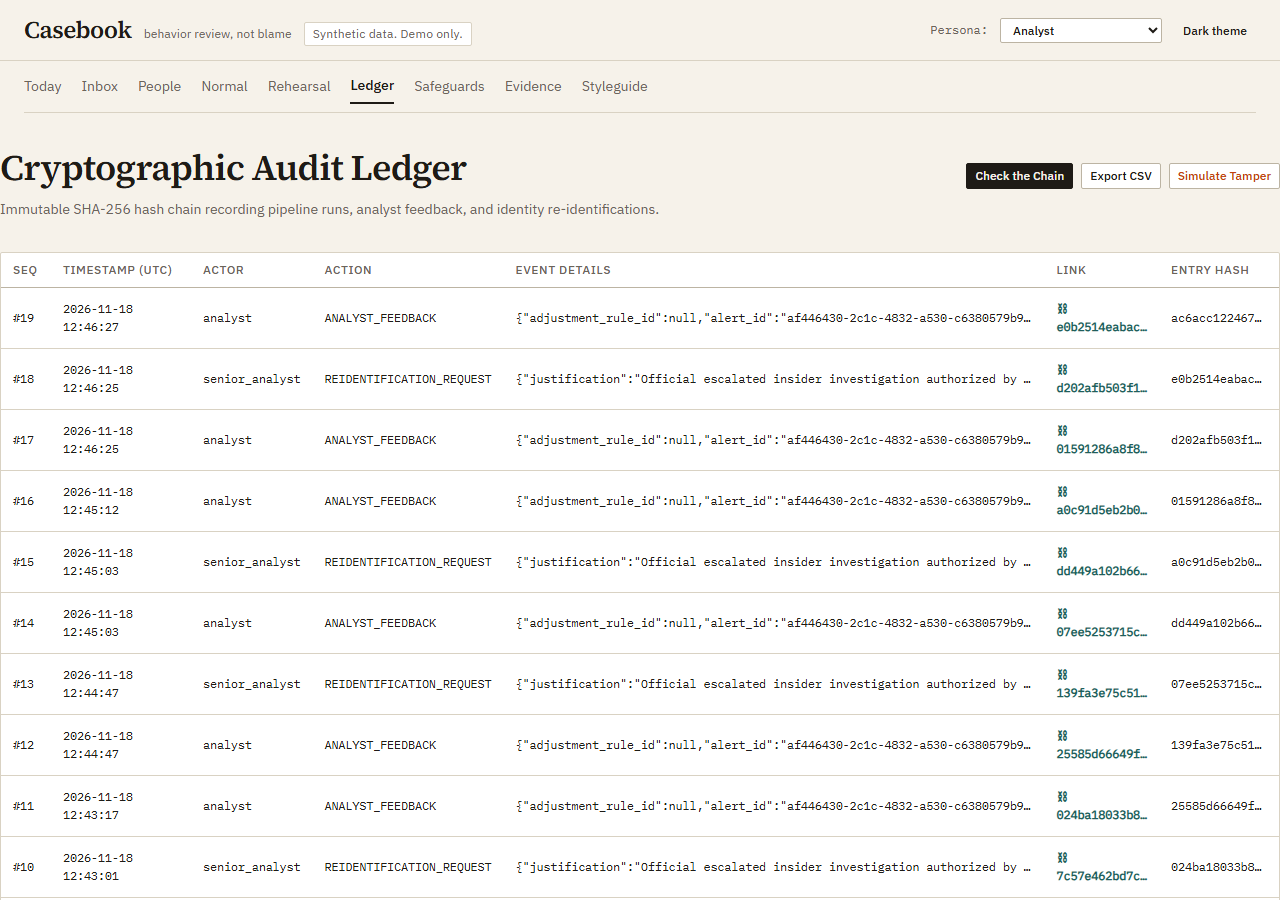 Casebook behavior review, not blame Synthetic data. Demo only. Persona: Analyst Dark theme
Today Inbox People Normal Rehearsal Ledger Safeguards Evidence Styleguide
Cryptographic Audit Ledger
Check the Chain Export CSV Simulate Tamper
Immutable SHA-256 hash chain recording pipeline runs, analyst feedback, and identity re-identifications.
SEQ TIMESTAMP (UTC) ACTOR ACTION EVENT DETAILS LINK ENTRY HASH
#19 2026-11-18 12:46:27 analyst ANALYST_FEEDBACK {"adjustment_rule_id":null,"alert_id":"af446430-2c1c-4832-a530-c6380579b9… ⛓ e0b2514eabac… ac6acc122467…
#18 2026-11-18 12:46:25 senior_analyst REIDENTIFICATION_REQUEST {"justification":"Official escalated insider investigation authorized by … ⛓ d202afb503f1… e0b2514eabac…
#17 2026-11-18 12:46:25 analyst ANALYST_FEEDBACK {"adjustment_rule_id":null,"alert_id":"af446430-2c1c-4832-a530-c6380579b9… ⛓ 01591286a8f8… d202afb503f1…
#16 2026-11-18 12:45:12 analyst ANALYST_FEEDBACK {"adjustment_rule_id":null,"alert_id":"af446430-2c1c-4832-a530-c6380579b9… ⛓ a0c91d5eb2b0… 01591286a8f8…
#15 2026-11-18 12:45:03 senior_analyst REIDENTIFICATION_REQUEST {"justification":"Official escalated insider investigation authorized by … ⛓ dd449a102b66… a0c91d5eb2b0…
#14 2026-11-18 12:45:03 analyst ANALYST_FEEDBACK {"adjustment_rule_id":null,"alert_id":"af446430-2c1c-4832-a530-c6380579b9… ⛓ 07ee5253715c… dd449a102b66…
#13 2026-11-18 12:44:47 senior_analyst REIDENTIFICATION_REQUEST {"justification":"Official escalated insider investigation authorized by … ⛓ 139fa3e75c51… 07ee5253715c…
#12 2026-11-18 12:44:47 analyst ANALYST_FEEDBACK {"adjustment_rule_id":null,"alert_id":"af446430-2c1c-4832-a530-c6380579b9… ⛓ 25585d66649f… 139fa3e75c51…
#11 2026-11-18 12:43:17 analyst ANALYST_FEEDBACK {"adjustment_rule_id":null,"alert_id":"af446430-2c1c-4832-a530-c6380579b9… ⛓ 024ba18033b8… 25585d66649f…
#10 2026-11-18 12:43:01 senior_analyst REIDENTIFICATION_REQUEST {"justification":"Official escalated insider investigation authorized by … ⛓ 7c57e462bd7c… 024ba18033b8…